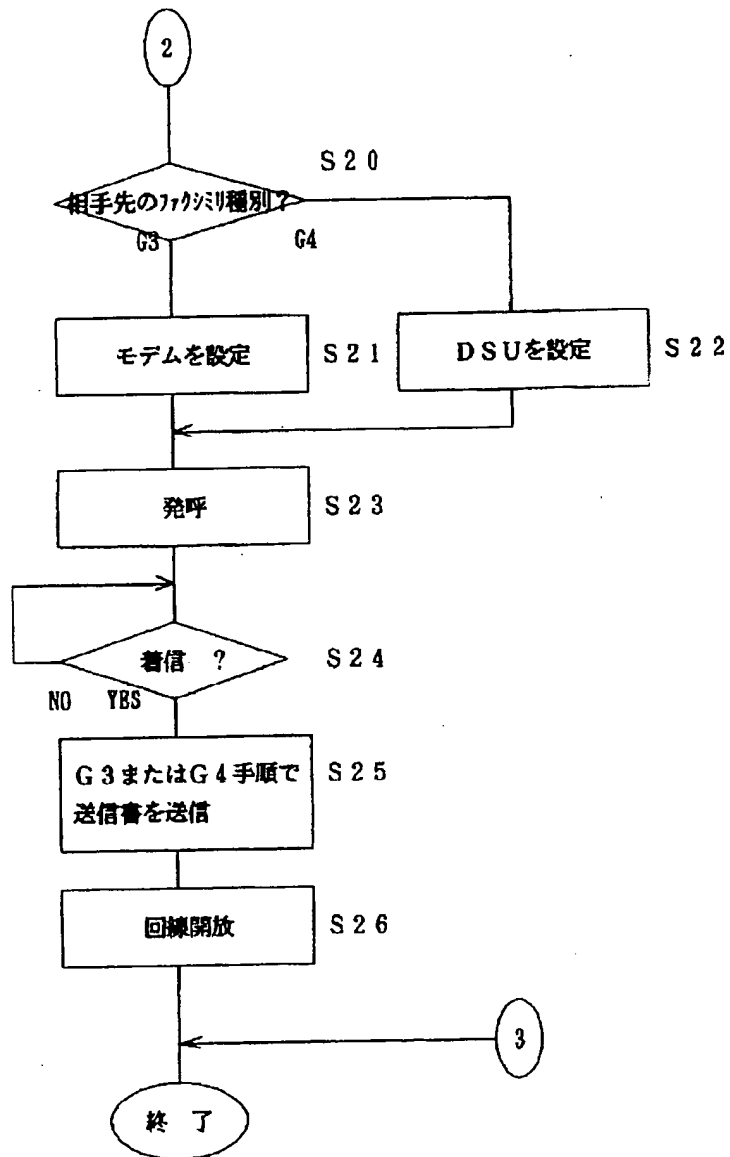 2
S20
相手先のﾌｧｸｼﾐﾘ種別？
G3
G4
モデムを設定
S21
DSUを設定
S22
発呼
S23
着信 ？
S24
NO YES
G3またはG4手順で
送信書を送信
S25
回線開放
S26
3
終 了